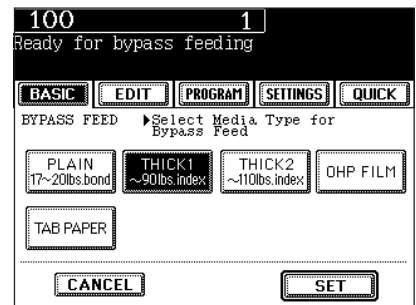 100 1
Ready for bypass feeding
BASIC EDIT PROGRAM SETTINGS QUICK
BYPASS FEED ▶Select Media Type for
Bypass Feed
PLAIN THICK1 THICK2 OHP FILM
17~20lbs.bond ~90lbs.index ~110lbs.index
TAB PAPER
CANCEL SET